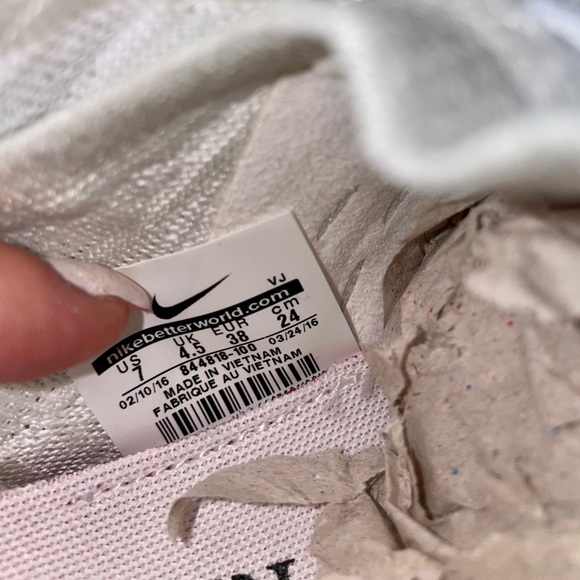 VJ
nikebetterworld.com
US UK EUR cm
7 4.5 38 24
02/10/16 844818-100 03/24/16
MADE IN VIETNAM
FABRIQUE AU VIETNAM